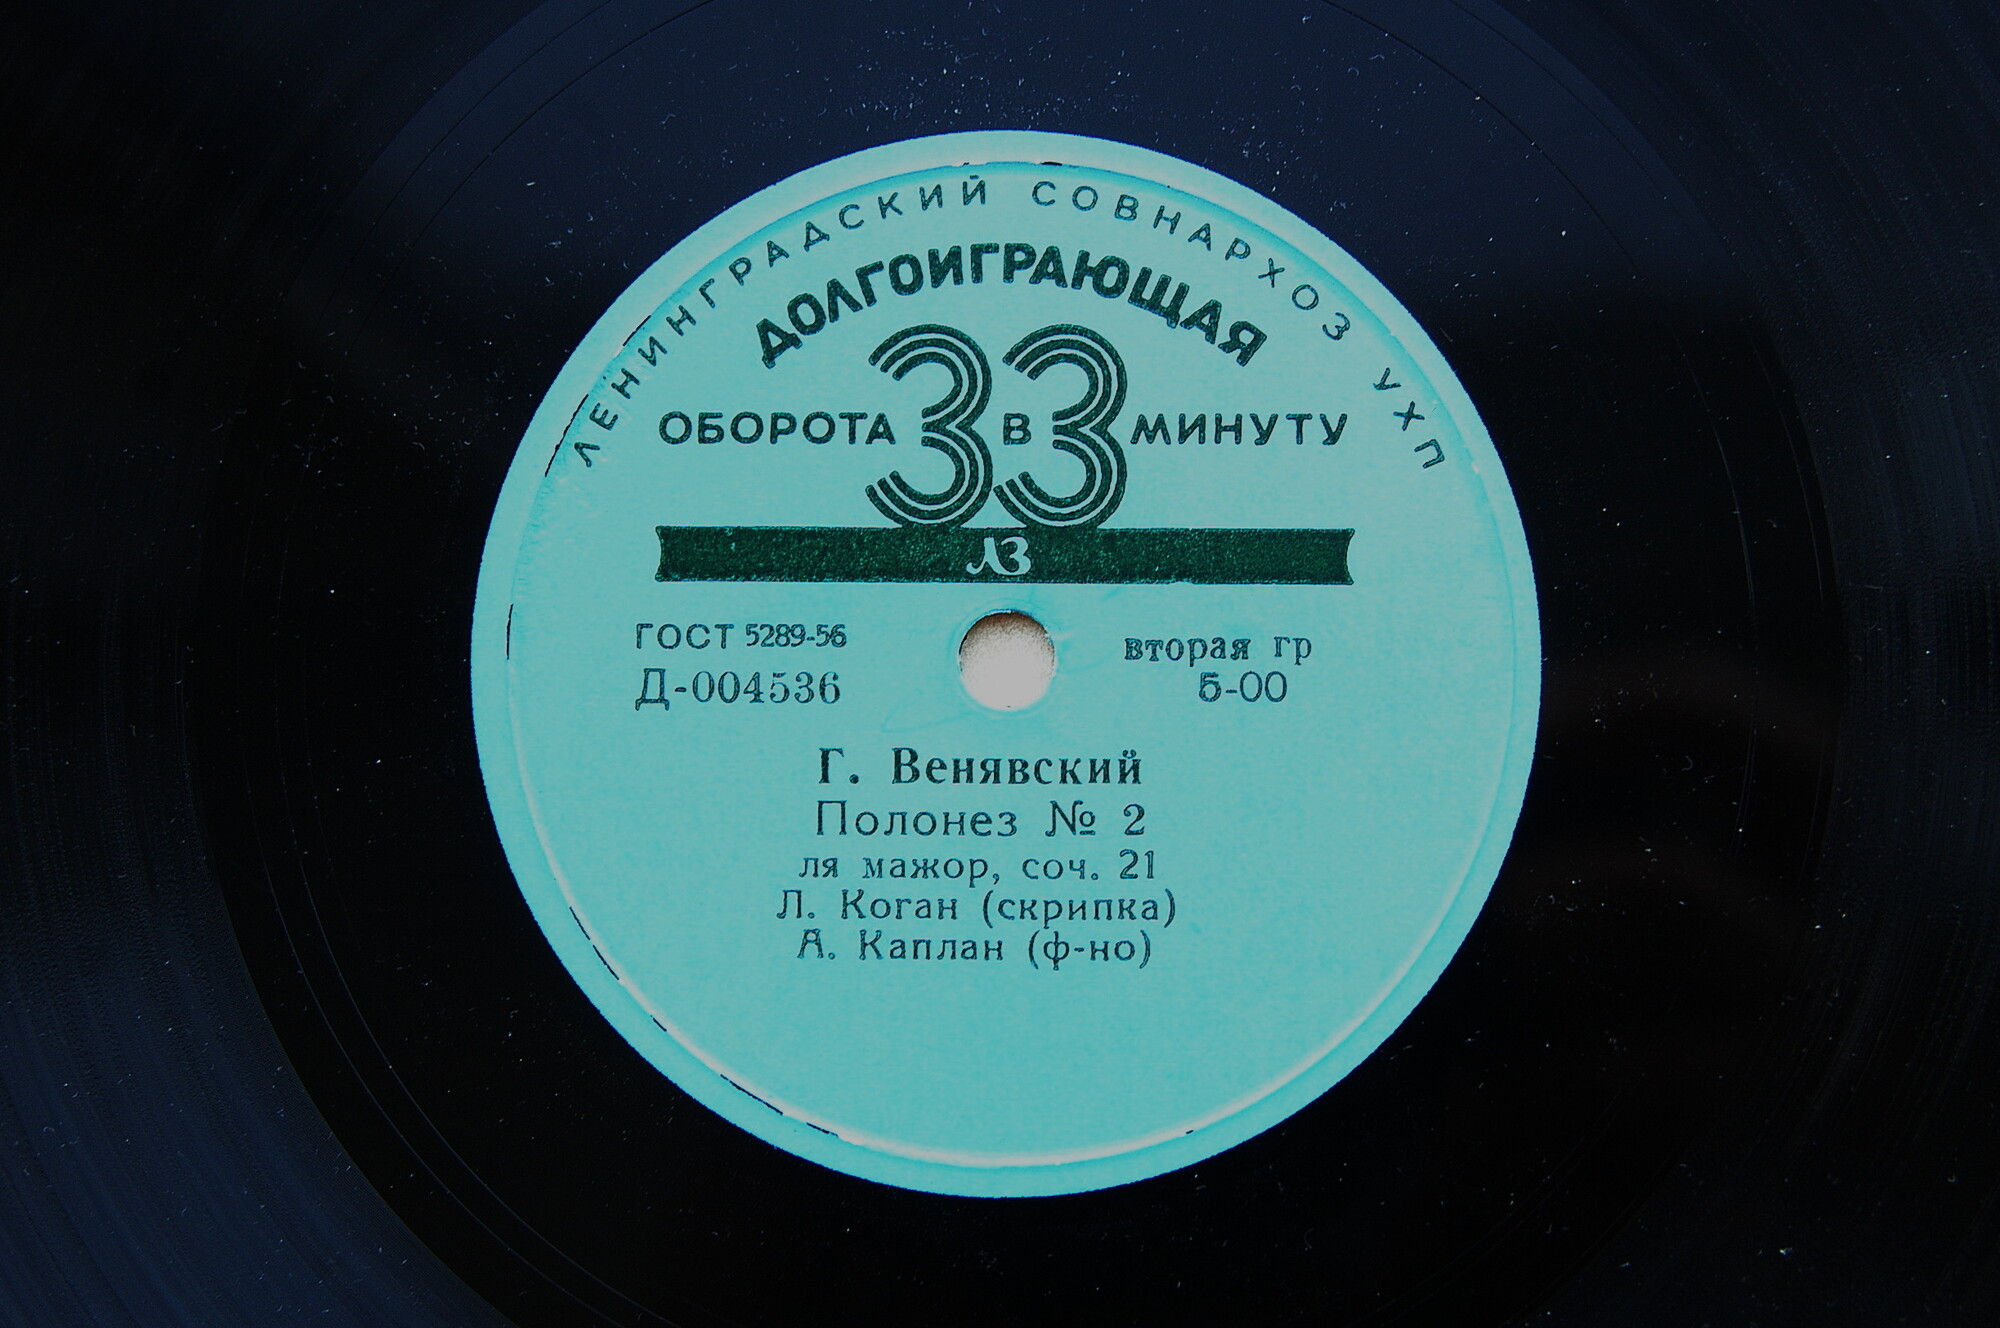 ЛЕНИНГРАДСКИЙ СОВНАРХОЗ УХП
ДОЛГОИГРАЮЩАЯ
33
ОБОРОТА В МИНУТУ
ЛЗ
ГОСТ 5289-56
Д-004536
вторая гр
5-00
Г. Венявский
Полонез № 2
ля мажор, соч. 21
Л. Коган (скрипка)
А. Каплан (ф-но)